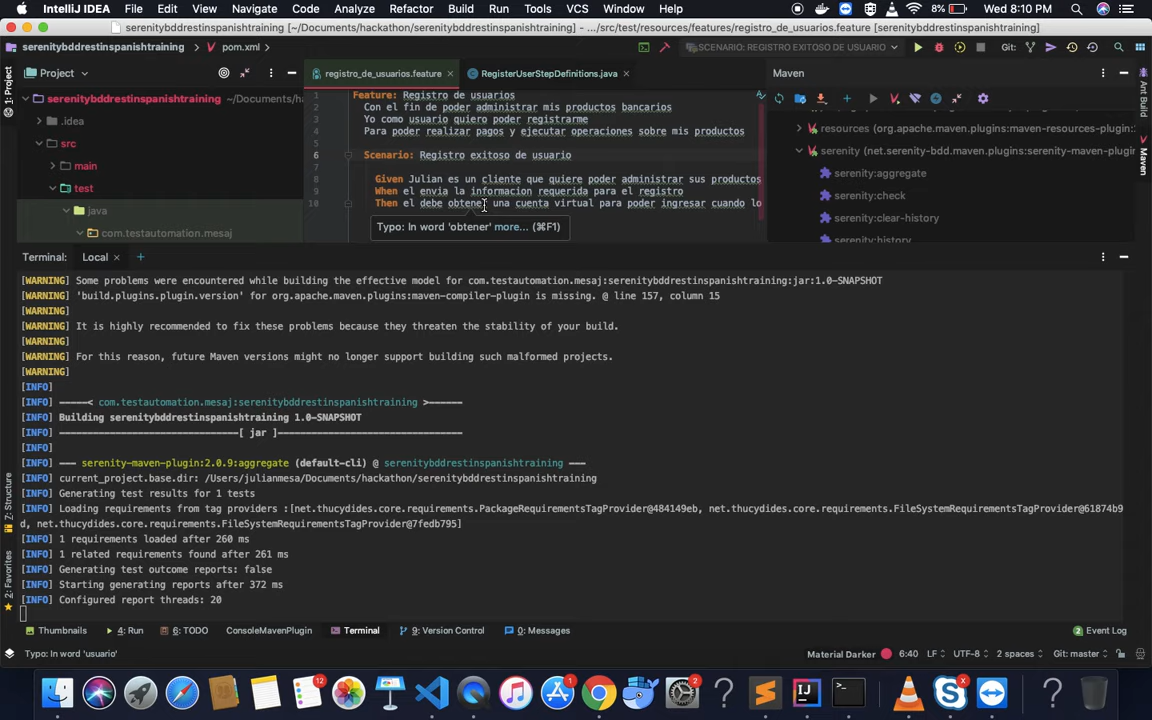 IntelliJ IDEA File Edit View Navigate Code Analyze Refactor Build Run Tools VCS Window Help 8% Wed 8:10 PM
serenitybddrestinspanishtraining [~/Documents/hackathon/serenitybddrestinspanishtraining] - .../src/test/resources/features/registro_de_usuarios.feature [serenitybddrestinspanishtraining]
serenitybddrestinspanishtraining pom.xml SCENARIO: REGISTRO EXITOSO DE USUARIO Git:
Project registro_de_usuarios.feature RegisterUserStepDefinitions.java Maven
serenitybddrestinspanishtraining ~/Documents/h
.idea
src
main
test
java
com.testautomation.mesaj
1 Feature: Registro de usuarios
2 Con el fin de poder administrar mis productos bancarios
3 Yo como usuario quiero poder registrarme
4 Para poder realizar pagos y ejecutar operaciones sobre mis productos
5
6 Scenario: Registro exitoso de usuario
7
8 Given Julian es un cliente que quiere poder administrar sus productos
9 When el envia la informacion requerida para el registro
10 Then el debe obtener una cuenta virtual para poder ingresar cuando lo
Typo: In word 'obtener' more... (⌘F1)
resources (org.apache.maven.plugins:maven-resources-plugin:
serenity (net.serenity-bdd.maven.plugins:serenity-maven-plugi
serenity:aggregate
serenity:check
serenity:clear-history
serenity:history
1: Project
7: Structure
2: Favorites
Ant Build
Maven
Terminal: Local
[WARNING] Some problems were encountered while building the effective model for com.testautomation.mesaj:serenitybddrestinspanishtraining:jar:1.0-SNAPSHOT
[WARNING] 'build.plugins.plugin.version' for org.apache.maven.plugins:maven-compiler-plugin is missing. @ line 157, column 15
[WARNING]
[WARNING] It is highly recommended to fix these problems because they threaten the stability of your build.
[WARNING]
[WARNING] For this reason, future Maven versions might no longer support building such malformed projects.
[WARNING]
[INFO]
[INFO] -----< com.testautomation.mesaj:serenitybddrestinspanishtraining >------
[INFO] Building serenitybddrestinspanishtraining 1.0-SNAPSHOT
[INFO] --------------------------------[ jar ]---------------------------------
[INFO]
[INFO] --- serenity-maven-plugin:2.0.9:aggregate (default-cli) @ serenitybddrestinspanishtraining ---
[INFO] current_project.base.dir: /Users/julianmesa/Documents/hackathon/serenitybddrestinspanishtraining
[INFO] Generating test results for 1 tests
[INFO] Loading requirements from tag providers :[net.thucydides.core.requirements.PackageRequirementsTagProvider@484149eb, net.thucydides.core.requirements.FileSystemRequirementsTagProvider@61874b9
d, net.thucydides.core.requirements.FileSystemRequirementsTagProvider@7fedb795]
[INFO] 1 requirements loaded after 260 ms
[INFO] 1 related requirements found after 261 ms
[INFO] Generating test outcome reports: false
[INFO] Starting generating reports after 372 ms
[INFO] Configured report threads: 20
Thumbnails 4: Run 6: TODO ConsoleMavenPlugin Terminal 9: Version Control 0: Messages 2 Event Log
Typo: In word 'usuario' Material Darker 6:40 LF UTF-8 2 spaces Git: master
12 1 2 x